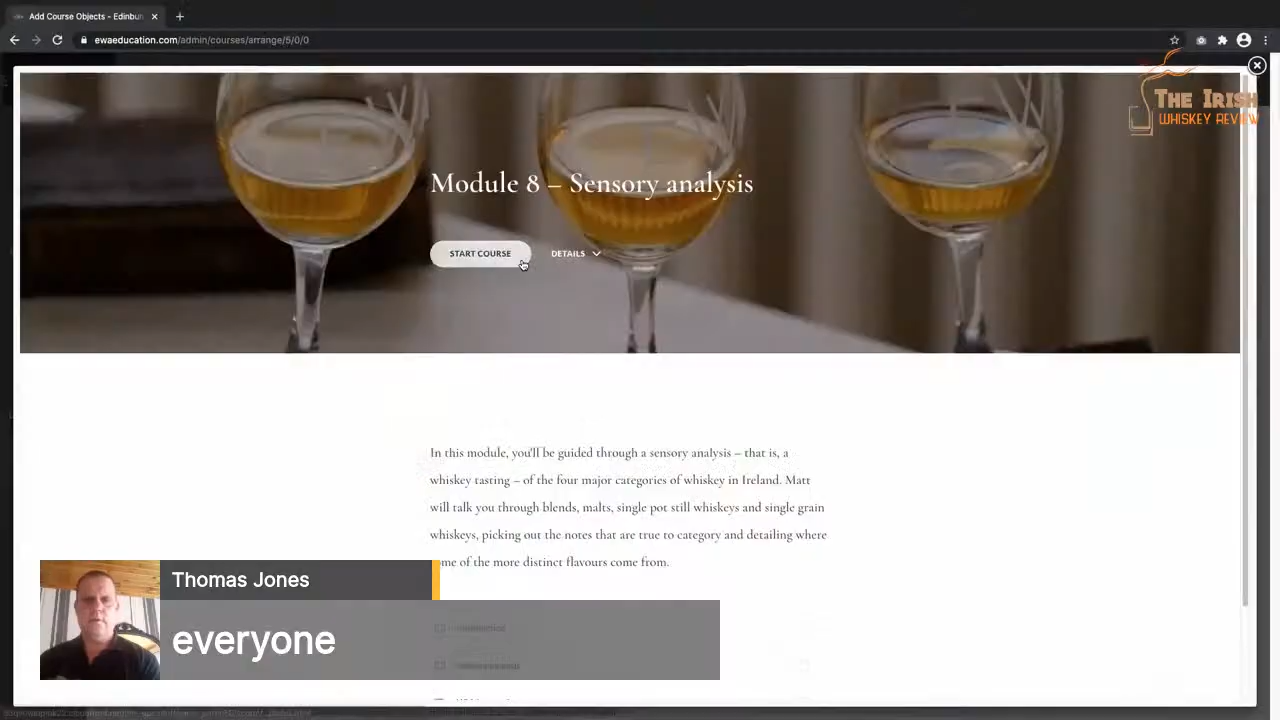 Add Course Objects - Edinbu
ewaeducation.com/admin/courses/arrange/5/0/0
THE IRISH
WHISKEY REVIEW
Module 8 – Sensory analysis
START COURSE
DETAILS
In this module, you'll be guided through a sensory analysis – that is, a
whiskey tasting – of the four major categories of whiskey in Ireland. Matt
will talk you through blends, malts, single pot still whiskeys and single grain
whiskeys, picking out the notes that are true to category and detailing where
of the more distinct flavours come from.
Thomas Jones
everyone